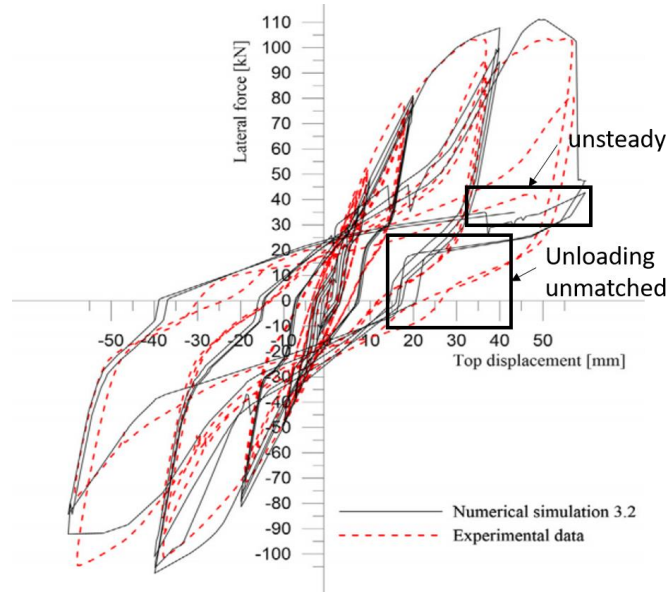 110
100
90
80
70
60
50
40
30
20
10
0
-10
-20
-30
-40
-50
-60
-70
-80
-90
-100
Lateral force [kN]
-50 -40 -30 -20 -10 0 10 20 30 40 50
Top displacement [mm]
unsteady
Unloading
unmatched
Numerical simulation 3.2
Experimental data